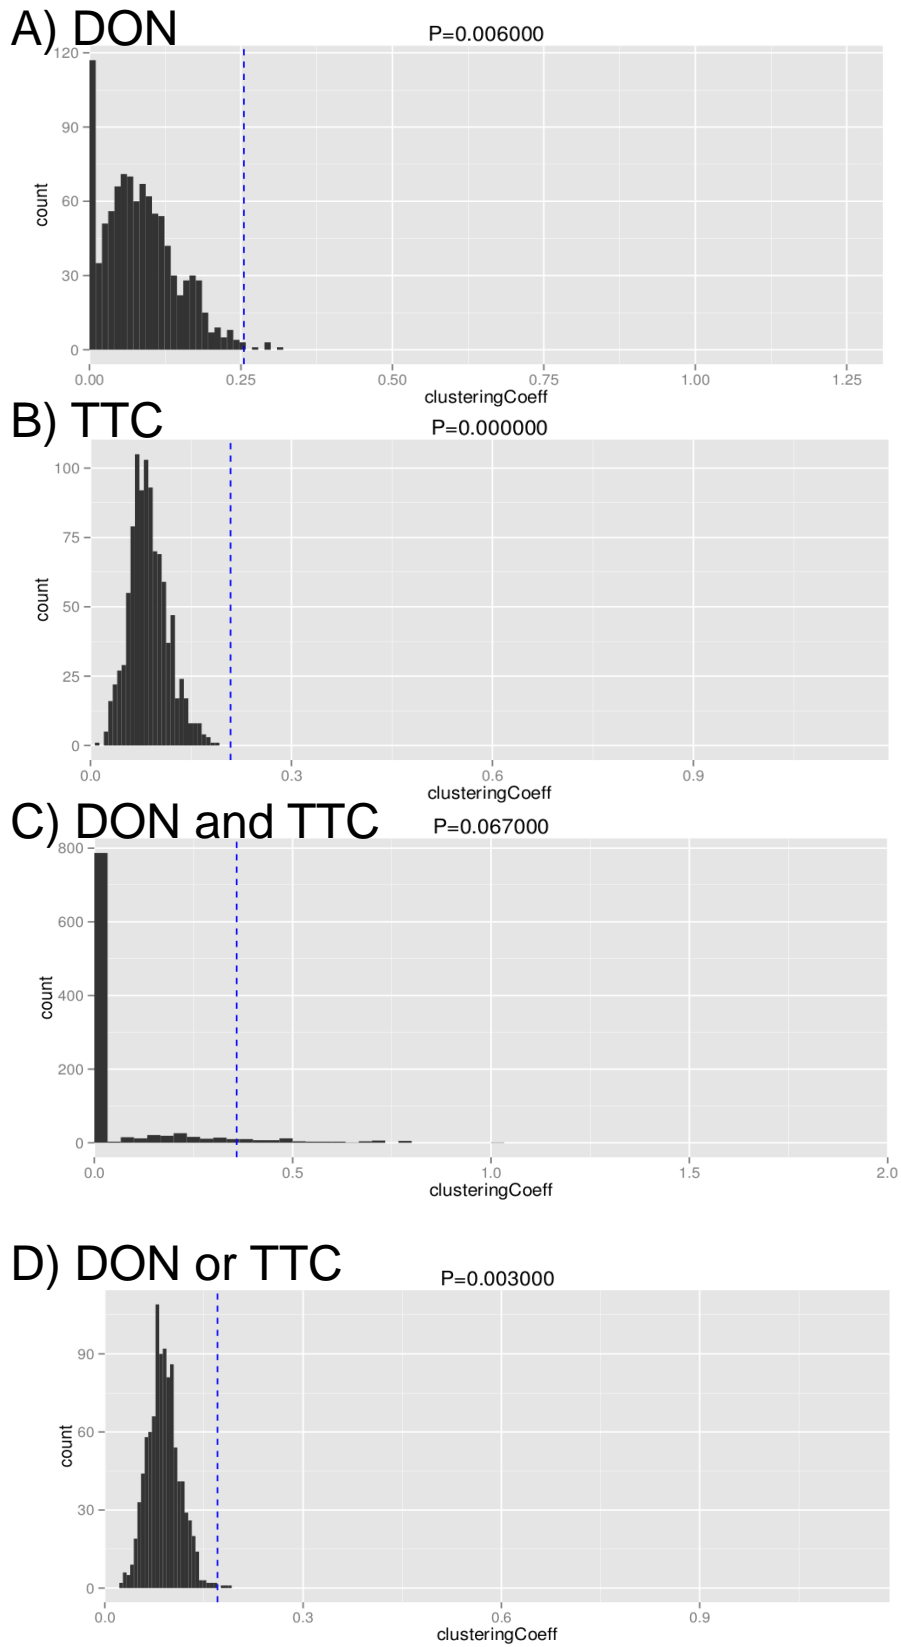 A) DON
P=0.006000
120
90
60
30
0
count
0.00 0.25 0.50 0.75 1.00 1.25
clusteringCoeff
B) TTC
P=0.000000
100
75
50
25
0
count
0.0 0.3 0.6 0.9
clusteringCoeff
C) DON and TTC
P=0.067000
800
600
400
200
0
count
0.0 0.5 1.0 1.5 2.0
clusteringCoeff
D) DON or TTC
P=0.003000
90
60
30
0
count
0.0 0.3 0.6 0.9
clusteringCoeff